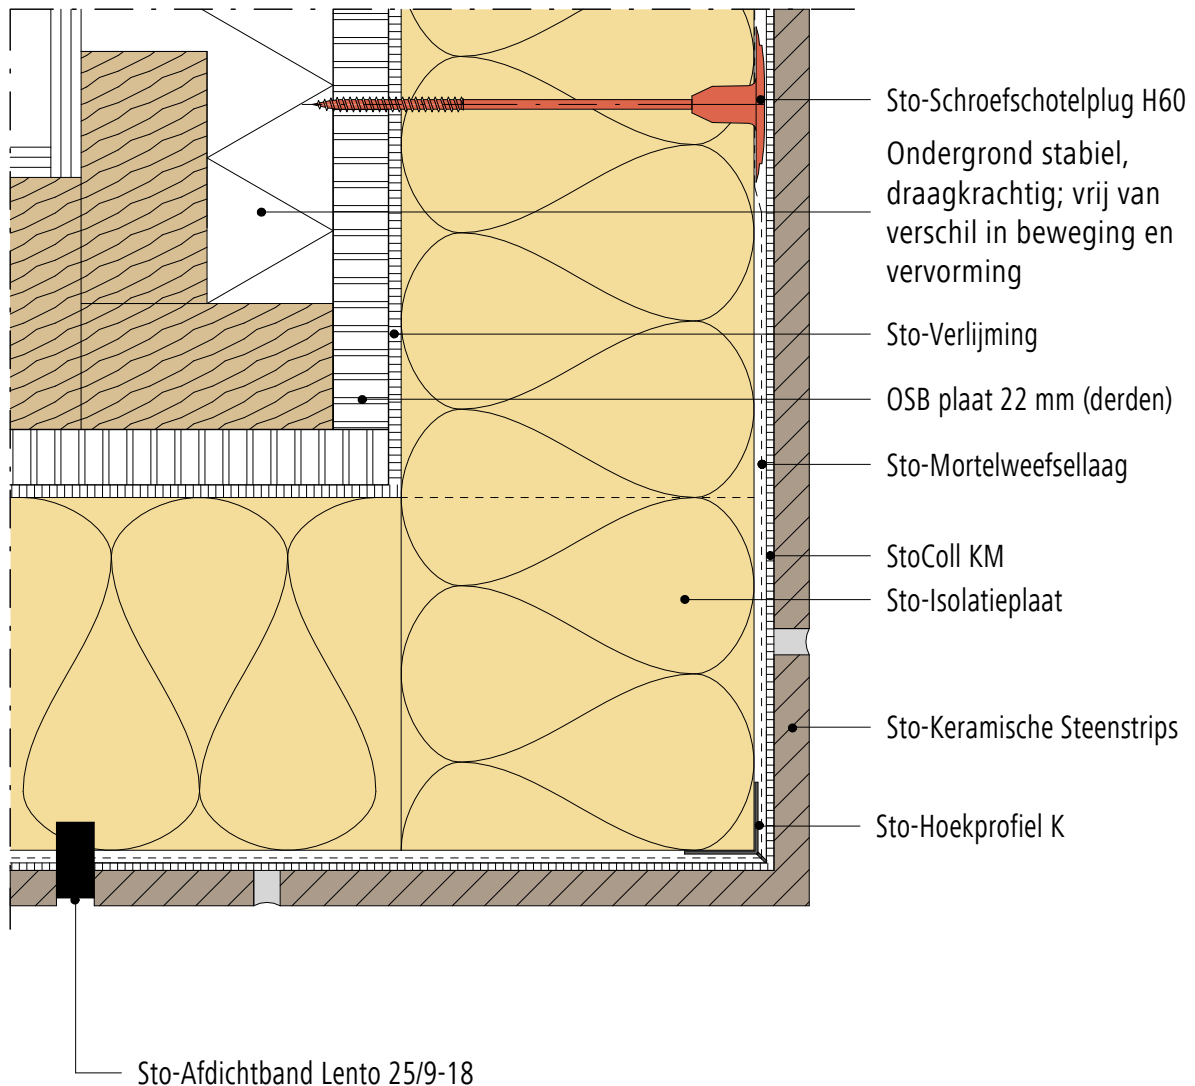 Sto-Schroefschotelplug H60
Ondergrond stabiel,
draagkrachtig; vrij van
verschil in beweging en
vervorming
Sto-Verlijming
OSB plaat 22 mm (derden)
Sto-Mortelweefsellaag
StoColl KM
Sto-Isolatieplaat
Sto-Keramische Steenstrips
Sto-Hoekprofiel K
Sto-Afdichtband Lento 25/9-18